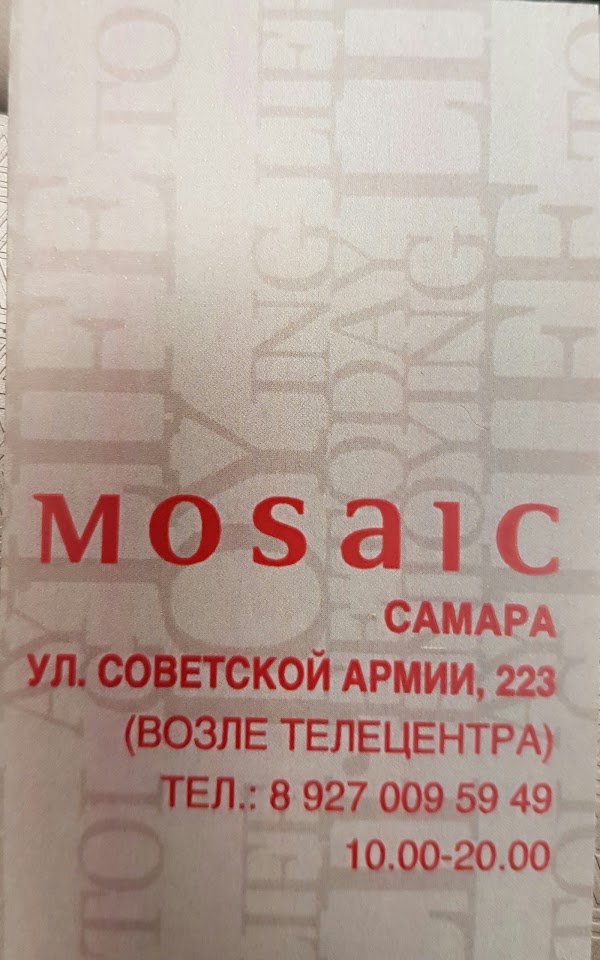 MOSAIC
САМАРА
УЛ. СОВЕТСКОЙ АРМИИ, 223
(ВОЗЛЕ ТЕЛЕЦЕНТРА)
ТЕЛ.: 8 927 009 59 49
10.00-20.00